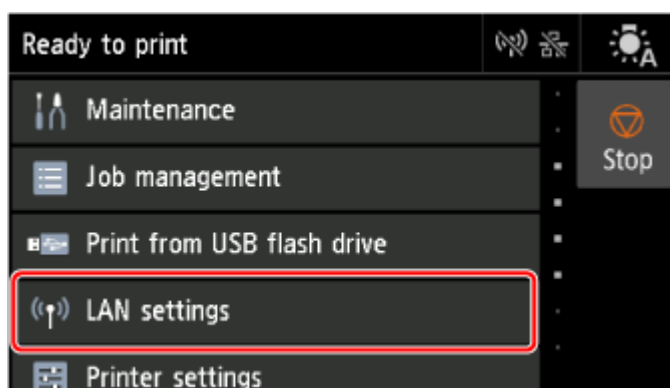 Ready to print
A
Maintenance
Stop
Job management
Print from USB flash drive
LAN settings
Printer settings